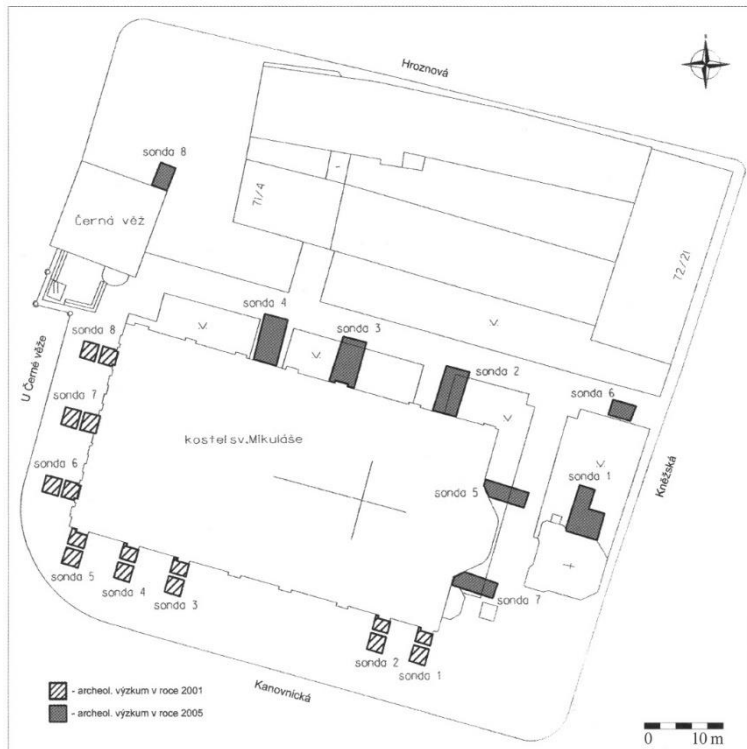 Hroznová
sonda 8
Černá věž
71/4
72/21
sonda 4
sonda 3
sonda 2
sonda 8
U Černé věže
sonda 7
kostel sv. Mikuláše
sonda 6
sonda 6
sonda 5
sonda 1
Kněžská
sonda 5
sonda 4
sonda 3
sonda 7
sonda 2
sonda 1
Kanovnická
- archeol. výzkum v roce 2001
- archeol. výzkum v roce 2005
0 10 m